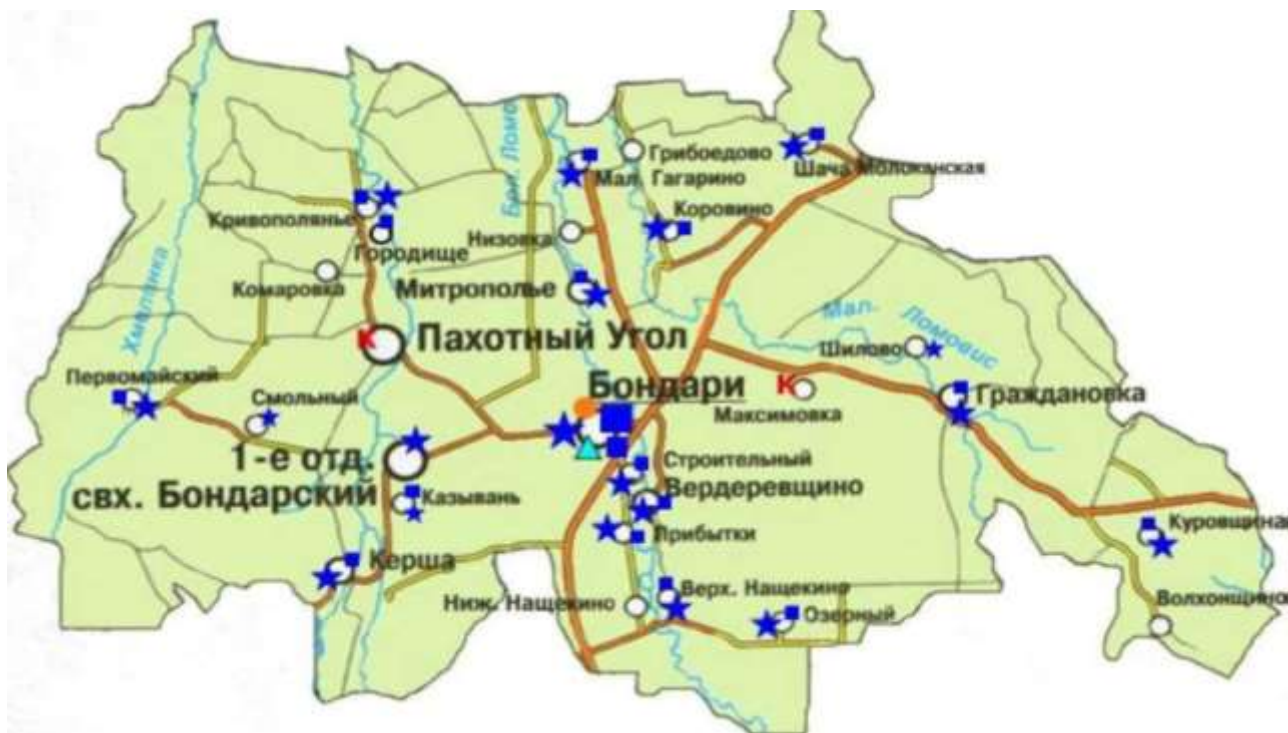 Бол. Ломо
Грибоедово
Шача Молоканская
Мал. Гагарино
Кривополянье
Коровино
Городище
Низовка
Комаровка
Митрополье
Хмелинка
Мал. Ломовис
Пахотный Угол
Шилово
Первомайский
Бондари
Граждановка
Смольный
Максимовка
1-е отд.
свх. Бондарский
Строительный
Вердеревщино
Казывань
Прибытки
Куровщина
Керша
Верх. Нащекино
Ниж. Нащекино
Озерный
Волхонщино
К
К